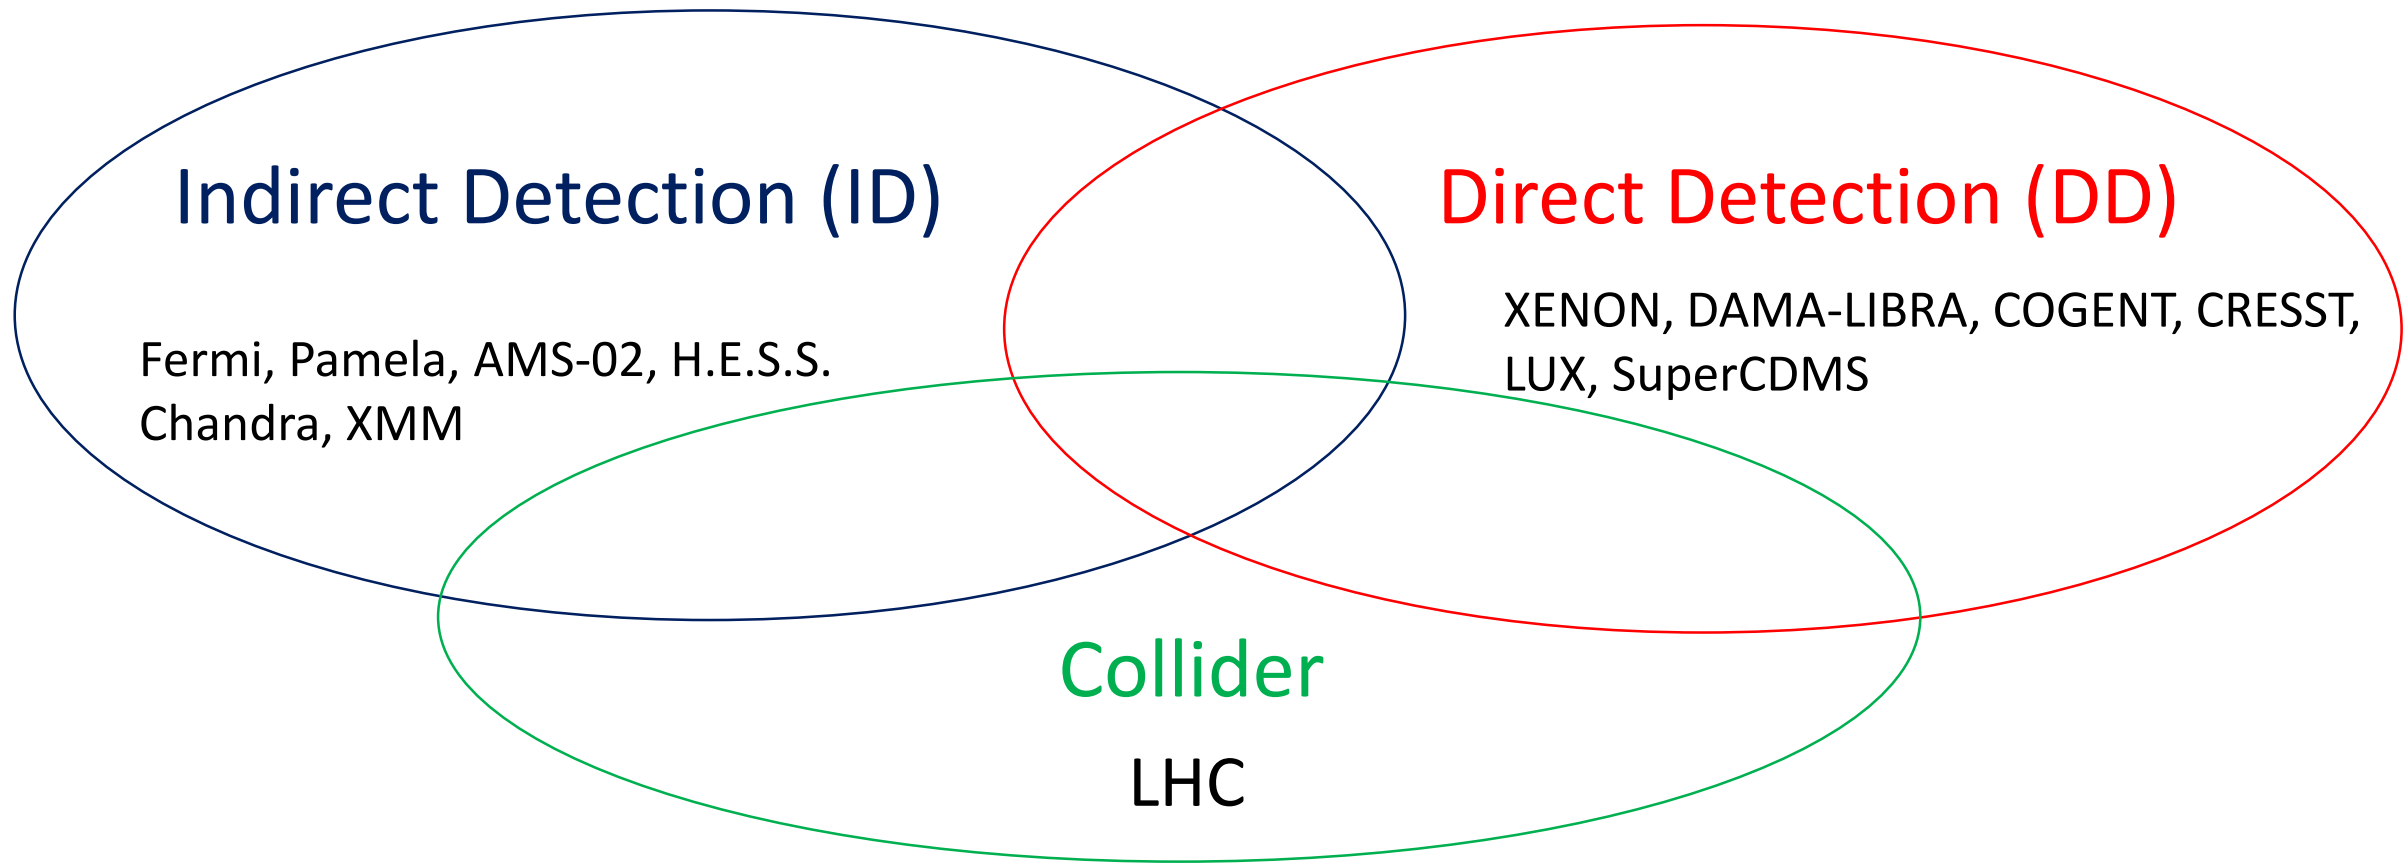 Indirect Detection (ID)
Fermi, Pamela, AMS-02, H.E.S.S.
Chandra, XMM
Direct Detection (DD)
XENON, DAMA-LIBRA, COGENT, CRESST,
LUX, SuperCDMS
Collider
LHC